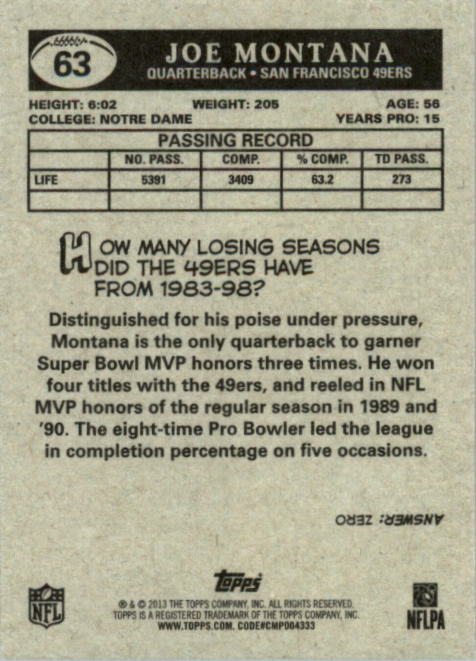 63
JOE MONTANA
QUARTERBACK • SAN FRANCISCO 49ERS
HEIGHT: 6:02 WEIGHT: 205 AGE: 56
COLLEGE: NOTRE DAME YEARS PRO: 15
PASSING RECORD
NO. PASS. COMP. % COMP. TD PASS.
LIFE 5391 3409 63.2 273
HOW MANY LOSING SEASONS
DID THE 49ERS HAVE
FROM 1983-98?
Distinguished for his poise under pressure,
Montana is the only quarterback to garner
Super Bowl MVP honors three times. He won
four titles with the 49ers, and reeled in NFL
MVP honors of the regular season in 1989 and
'90. The eight-time Pro Bowler led the league
in completion percentage on five occasions.
ANSWER: ZERO
Topps
® & © 2013 THE TOPPS COMPANY, INC. ALL RIGHTS RESERVED.
TOPPS IS A REGISTERED TRADEMARK OF THE TOPPS COMPANY, INC.
WWW.TOPPS.COM. CODE#CMP004333
NFL
NFLPA